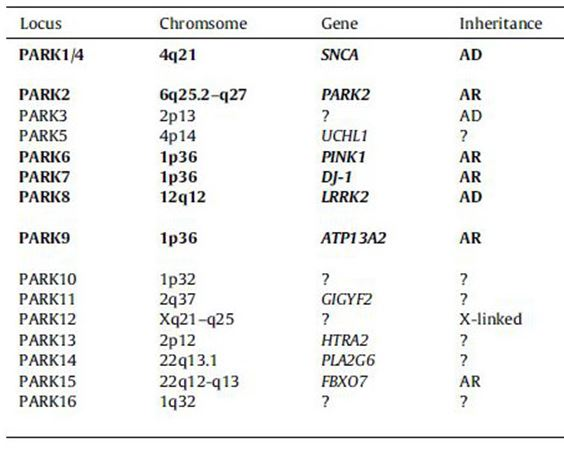 Locus Chromsome Gene Inheritance
PARK1/4 4q21 SNCA AD
PARK2 6q25.2–q27 PARK2 AR
PARK3 2p13 ? AD
PARK5 4p14 UCHL1 ?
PARK6 1p36 PINK1 AR
PARK7 1p36 DJ-1 AR
PARK8 12q12 LRRK2 AD
PARK9 1p36 ATP13A2 AR
PARK10 1p32 ? ?
PARK11 2q37 GIGYF2 ?
PARK12 Xq21–q25 ? X-linked
PARK13 2p12 HTRA2 ?
PARK14 22q13.1 PLA2G6 ?
PARK15 22q12-q13 FBXO7 AR
PARK16 1q32 ? ?